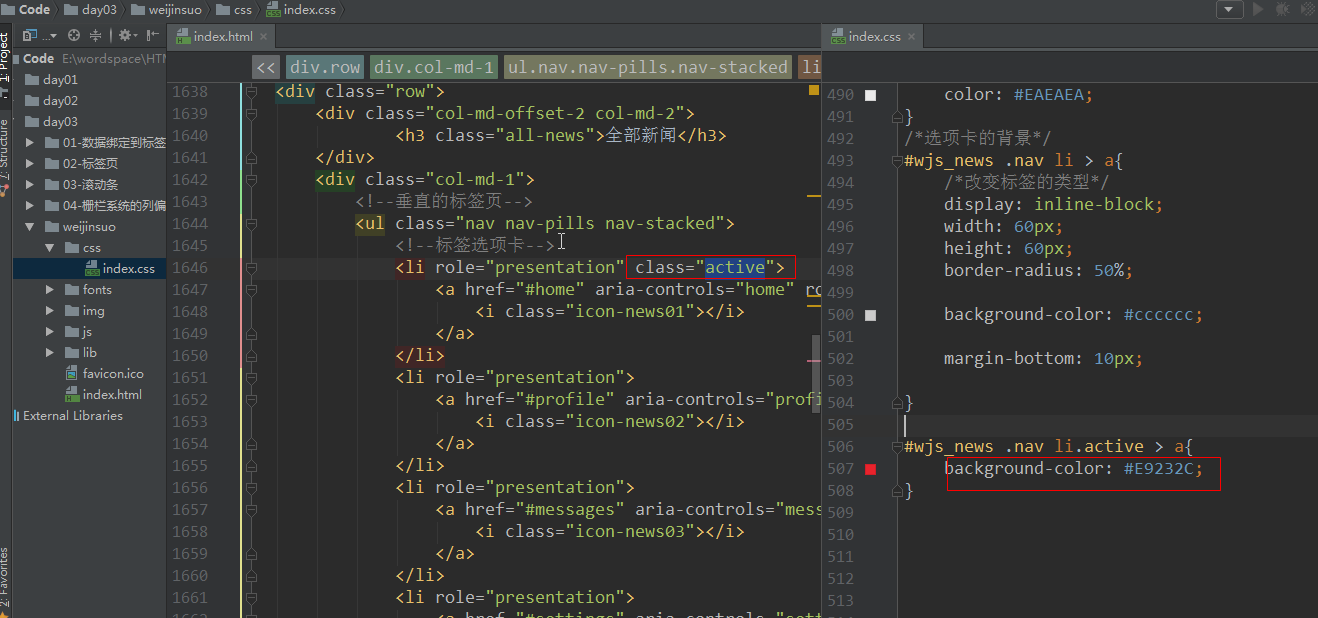 Code
day03
weijinsuo
css
index.css
index.html
index.css
1: Project
Code E:\wordspace\HTM
day01
day02
day03
01-数据绑定到标签
02-标签页
03-滚动条
04-栅栏系统的列偏
weijinsuo
css
index.css
fonts
img
js
lib
favicon.ico
index.html
External Libraries
7: Structure
2: Favorites
<<
div.row
div.col-md-1
ul.nav.nav-pills.nav-stacked
li
1638 <div class="row">
1639 <div class="col-md-offset-2 col-md-2">
1640 <h3 class="all-news">全部新闻</h3>
1641 </div>
1642 <div class="col-md-1">
1643 <!--垂直的标签页-->
1644 <ul class="nav nav-pills nav-stacked">
1645 <!--标签选项卡-->
1646 <li role="presentation" class="active">
1647 <a href="#home" aria-controls="home" ro
1648 <i class="icon-news01"></i>
1649 </a>
1650 </li>
1651 <li role="presentation">
1652 <a href="#profile" aria-controls="profi
1653 <i class="icon-news02"></i>
1654 </a>
1655 </li>
1656 <li role="presentation">
1657 <a href="#messages" aria-controls="mess
1658 <i class="icon-news03"></i>
1659 </a>
1660 </li>
1661 <li role="presentation">
1662 <a href="#settings" aria-controls="sett
490 color: #EAEAEA;
491 }
492 /*选项卡的背景*/
493 #wjs_news .nav li > a{
494 /*改变标签的类型*/
495 display: inline-block;
496 width: 60px;
497 height: 60px;
498 border-radius: 50%;
499
500 background-color: #cccccc;
501
502 margin-bottom: 10px;
503
504 }
505
506 #wjs_news .nav li.active > a{
507 background-color: #E9232C;
508 }
509
510
511
512
513